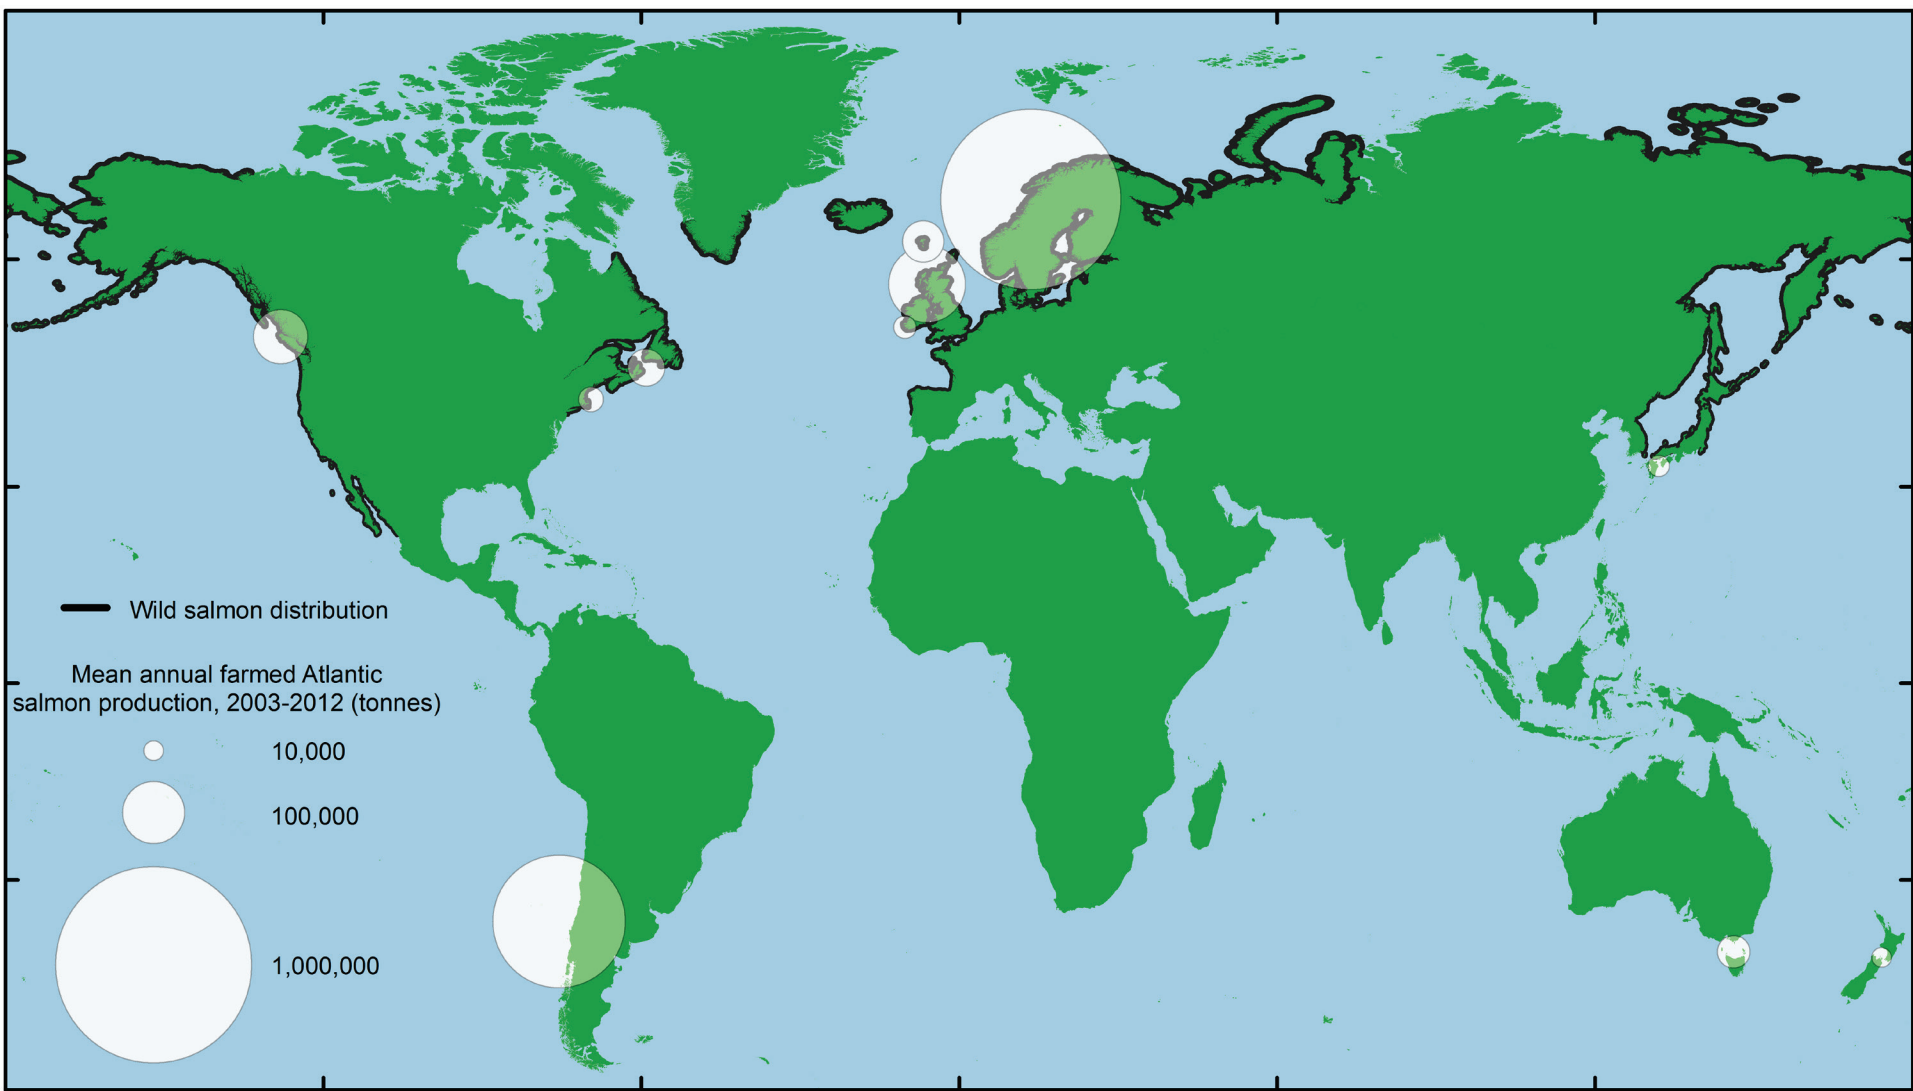 Wild salmon distribution
Mean annual farmed Atlantic
salmon production, 2003-2012 (tonnes)
10,000
100,000
1,000,000